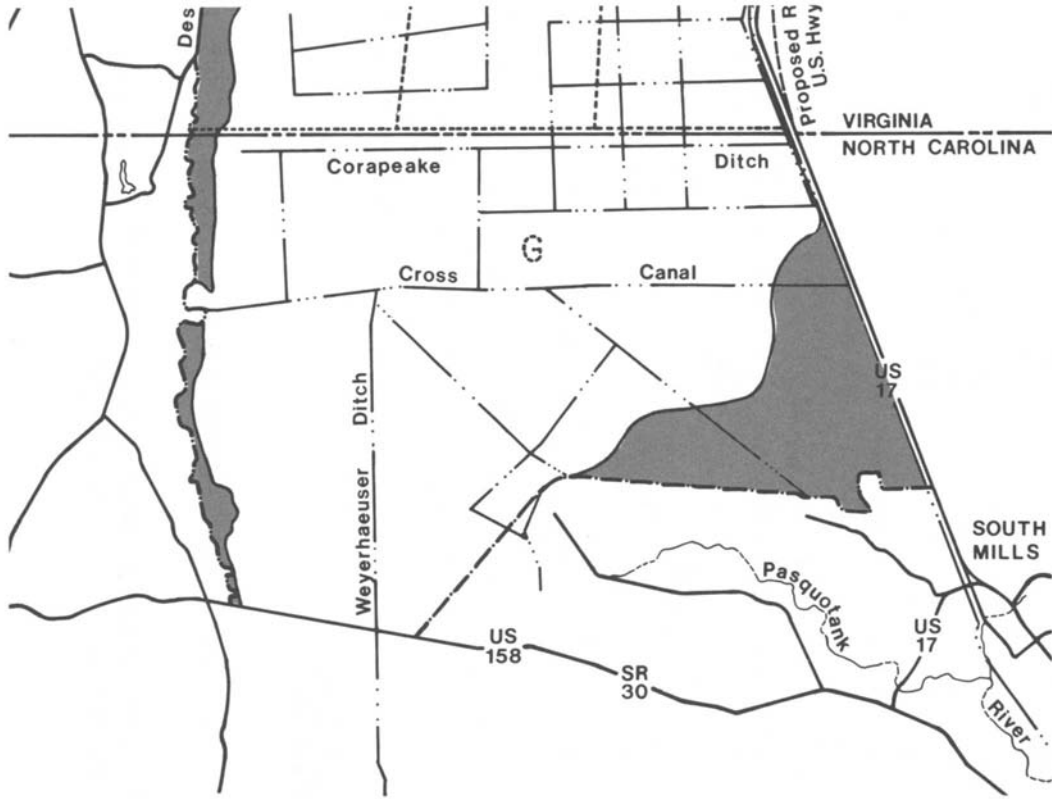 Des
Proposed R
U.S. Hwy
VIRGINIA
NORTH CAROLINA
Corapeake Ditch
G
Cross Canal
US
17
Weyerhaeuser Ditch
SOUTH
MILLS
Pasquotank
River
US
17
US
158
SR
30